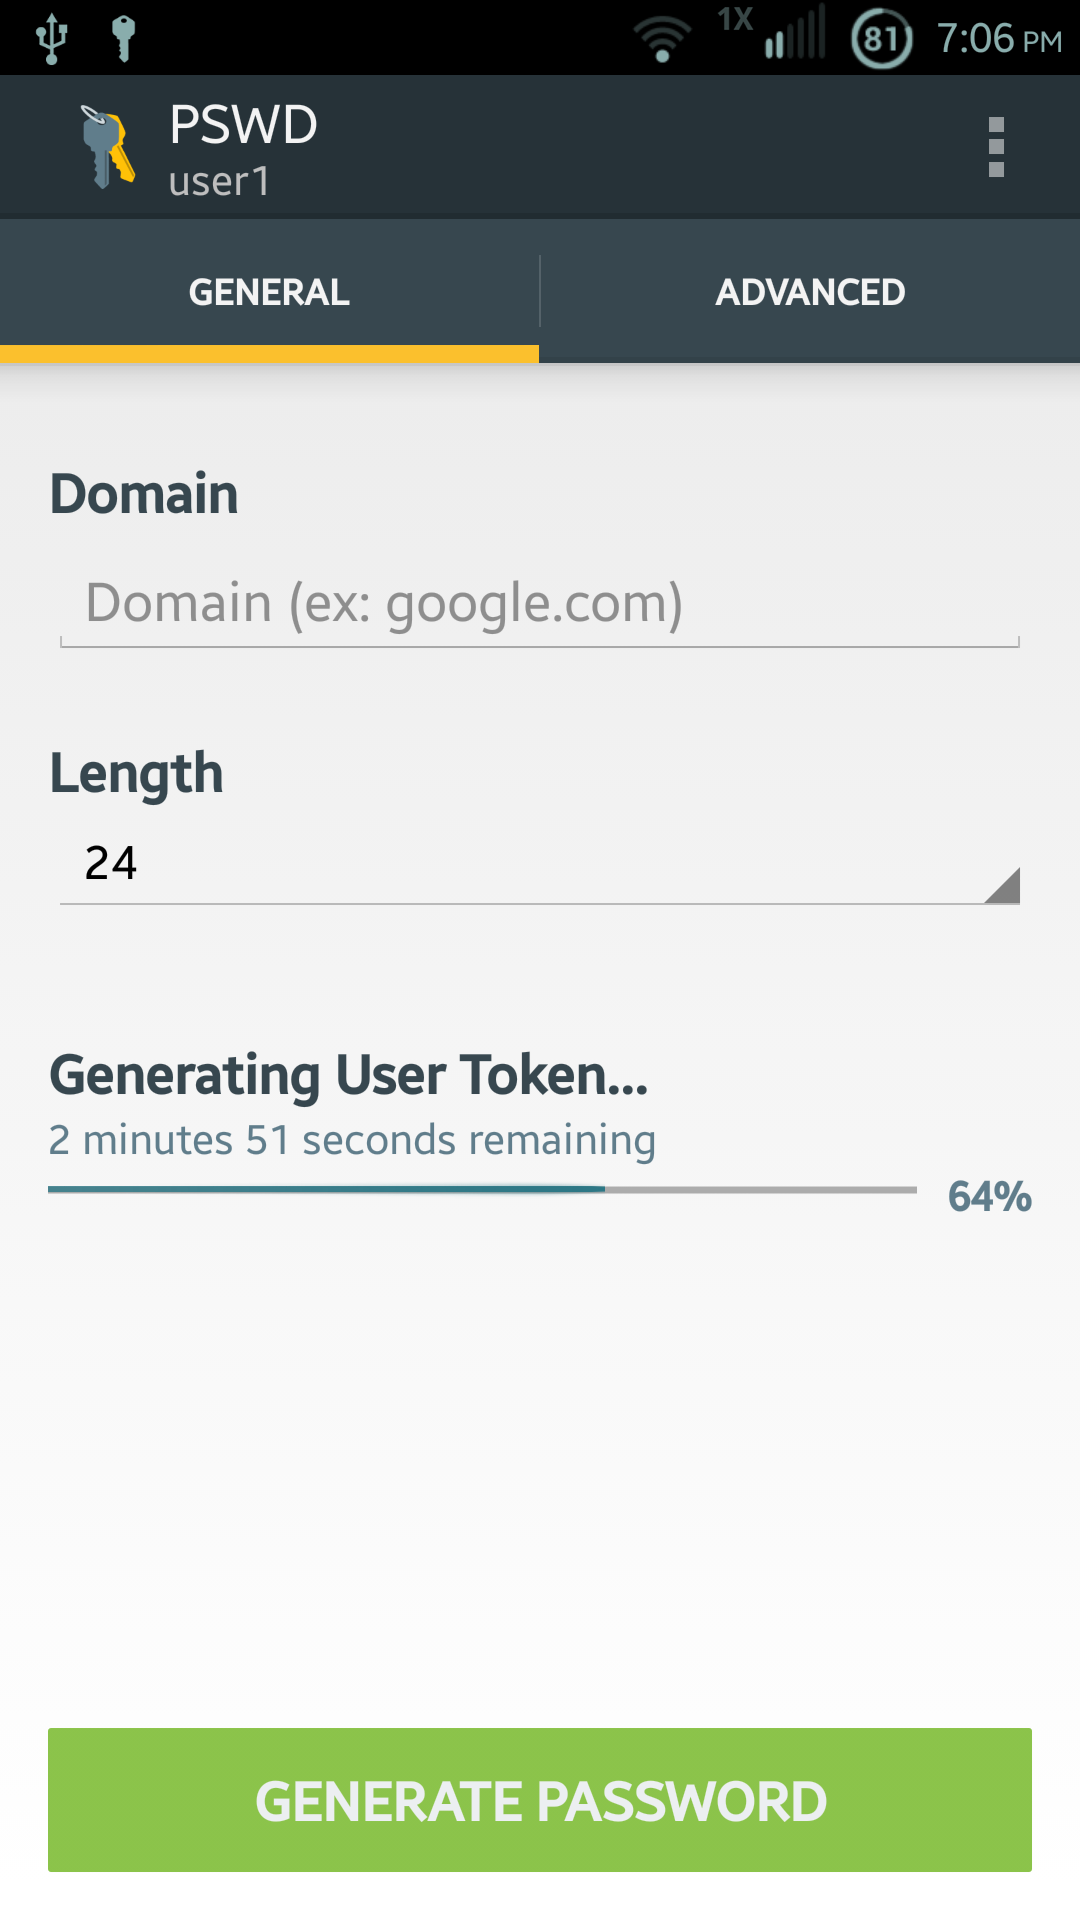 1X 81 7:06 PM
PSWD
user1
GENERAL ADVANCED
Domain
Domain (ex: google.com)
Length
24
Generating User Token...
2 minutes 51 seconds remaining
64%
GENERATE PASSWORD